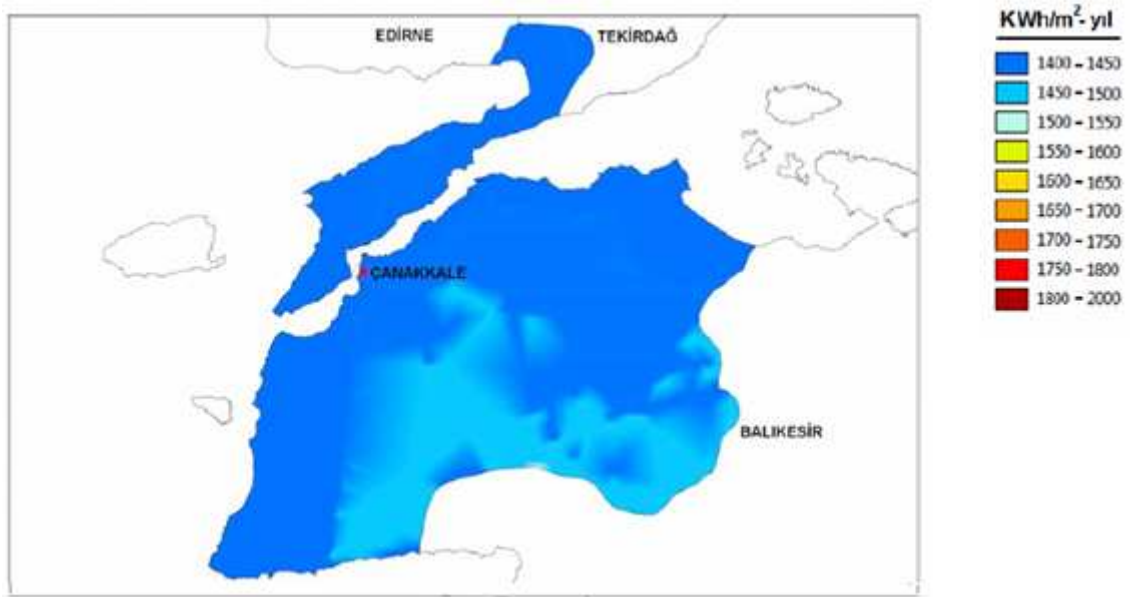 EDİRNE
TEKİRDAĞ
ÇANAKKALE
BALIKESİR
KWh/m²- yıl
1400 – 1450
1450 – 1500
1500 – 1550
1550 – 1600
1600 – 1650
1650 – 1700
1700 – 1750
1750 – 1800
1800 – 2000